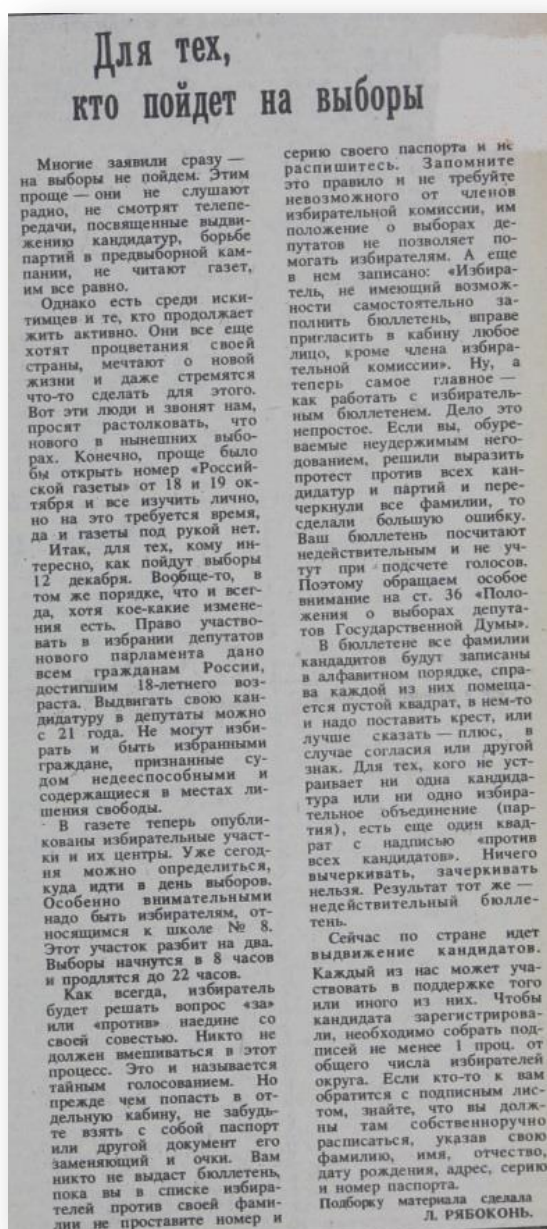 Для тех,
кто пойдет на выборы
Многие заявили сразу —
на выборы не пойдем. Этим
проще — они не слушают
радио, не смотрят телепе-
редачи, посвященные выдви-
жению кандидатур, борьбе
партий в предвыборной кам-
пании, не читают газет,
им все равно.
Однако есть среди иски-
тимцев и те, кто продолжает
жить активно. Они все еще
хотят процветания своей
страны, мечтают о новой
жизни и даже стремятся
что-то сделать для этого.
Вот эти люди и звонят нам,
просят растолковать, что
нового в нынешних выбо-
рах. Конечно, проще было
бы открыть номер «Россий-
ской газеты» от 18 и 19 ок-
тября и все изучить лично,
но на это требуется время,
да и газеты под рукой нет.
Итак, для тех, кому ин-
тересно, как пойдут выборы
12 декабря. Вообще-то, в
том же порядке, что и всег-
да, хотя кое-какие измене-
ния есть. Право участво-
вать в избрании депутатов
нового парламента дано
всем гражданам России,
достигшим 18-летнего воз-
раста. Выдвигать свою кан-
дидатуру в депутаты можно
с 21 года. Не могут изби-
рать и быть избранными
граждане, признанные су-
дом недееспособными и
содержащиеся в местах ли-
шения свободы.
В газете теперь опубли-
кованы избирательные участ-
ки и их центры. Уже сегод-
ня можно определиться,
куда идти в день выборов.
Особенно внимательными
надо быть избирателям, от-
носящимся к школе № 8.
Этот участок разбит на два.
Выборы начнутся в 8 часов
и продлятся до 22 часов.
Как всегда, избиратель
будет решать вопрос «за»
или «против» наедине со
своей совестью. Никто не
должен вмешиваться в этот
процесс. Это и называется
тайным голосованием. Но
прежде чем попасть в от-
дельную кабину, не забудь-
те взять с собой паспорт
или другой документ его
заменяющий и очки. Вам
никто не выдаст бюллетень,
пока вы в списке избира-
телей против своей фами-
лии не проставите номер и
серию своего паспорта и не
распишитесь. Запомните
это правило и не требуйте
невозможного от членов
избирательной комиссии, им
положение о выборах де-
путатов не позволяет по-
могать избирателям. А еще
в нем записано: «Избира-
тель, не имеющий возмож-
ности самостоятельно за-
полнить бюллетень, вправе
пригласить в кабину любое
лицо, кроме члена избира-
тельной комиссии». Ну, а
теперь самое главное —
как работать с избиратель-
ным бюллетенем. Дело это
непростое. Если вы, обуре-
ваемые неудержимым него-
дованием, решили выразить
протест против всех кан-
дидатур и партий и пере-
черкнули все фамилии, то
сделали большую ошибку.
Ваш бюллетень посчитают
недействительным и не уч-
тут при подсчете голосов.
Поэтому обращаем особое
внимание на ст. 36 «Поло-
жения о выборах депута-
тов Государственной Думы».
В бюллетене все фамилии
кандидатов будут записаны
в алфавитном порядке, спра-
ва каждой из них помеща-
ется пустой квадрат, в нем-то
и надо поставить крест, или
лучше сказать — плюс, в
случае согласия или другой
знак. Для тех, кого не уст-
раивает ни одна кандида-
тура или ни одно избира-
тельное объединение (пар-
тия), есть еще один квад-
рат с надписью «против
всех кандидатов». Ничего
вычеркивать, зачеркивать
нельзя. Результат тот же —
недействительный бюлле-
тень.
Сейчас по стране идет
выдвижение кандидатов.
Каждый из нас может уча-
ствовать в поддержке того
или иного из них. Чтобы
кандидата зарегистрирова-
ли, необходимо собрать под-
писей не менее 1 проц. от
общего числа избирателей
округа. Если кто-то к вам
обратится с подписным лис-
том, знайте, что вы долж-
ны там собственноручно
расписаться, указав свою
фамилию, имя, отчество,
дату рождения, адрес, серию
и номер паспорта.
Подборку материала сделала
Л. РЯБОКОНЬ.